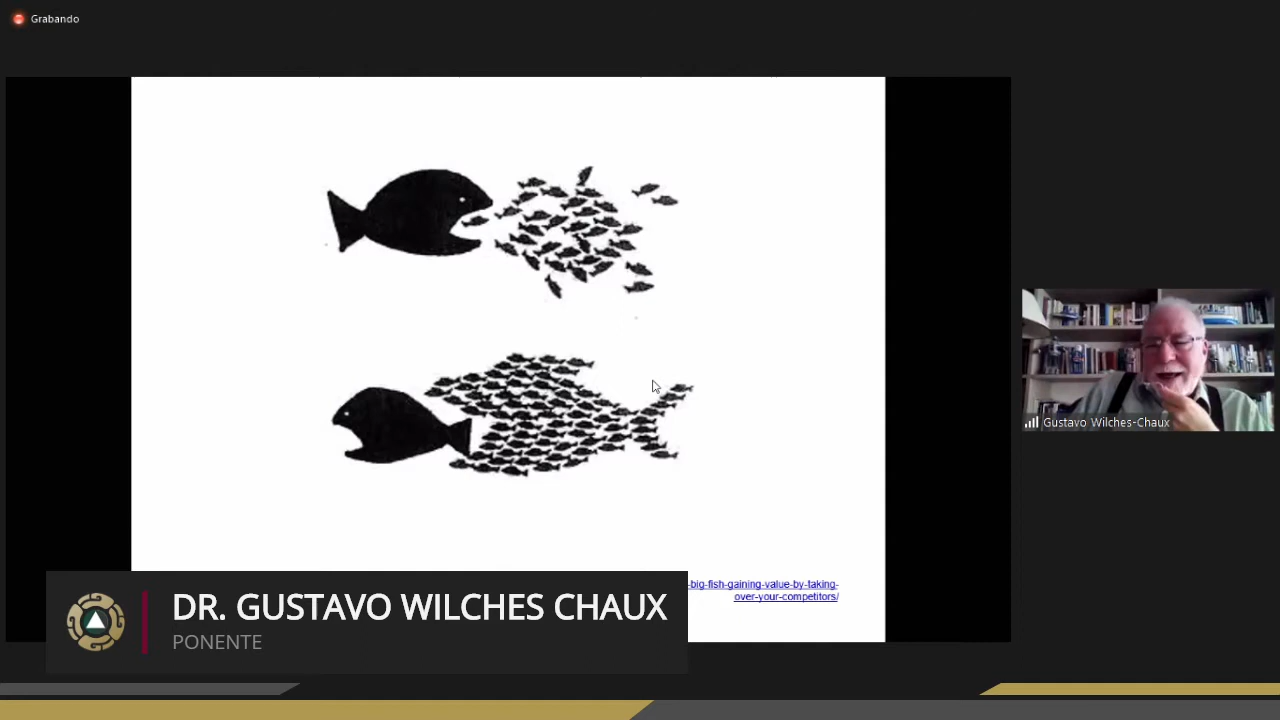 Grabando
Gustavo Wilches-Chaux
-big-fish-gaining-value-by-taking-
over-your-competitors/
DR. GUSTAVO WILCHES CHAUX
PONENTE